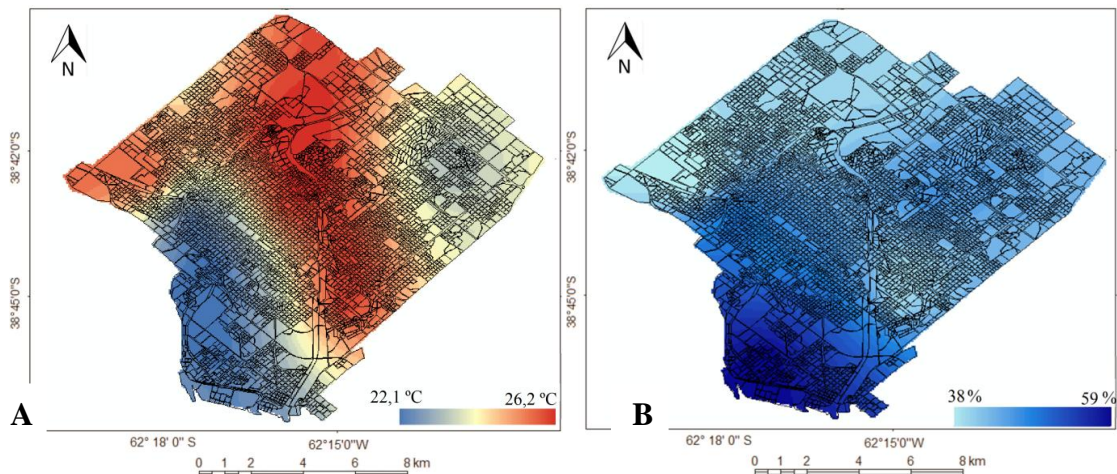 N
38°42'0"S
38°45'0"S
A
22,1 ºC
26,2 ºC
62° 18' 0" S
62°15'0"W
0 1 2 4 6 8 km
N
38°42'0"S
38°45'0"S
B
38 %
59 %
62° 18' 0" S
62°15'0"W
0 1 2 4 6 8 km